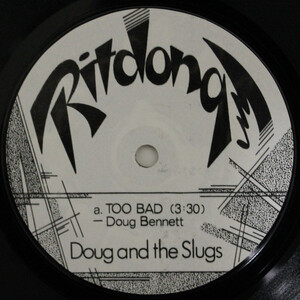 Ritdong
a. TOO BAD (3:30)
— Doug Bennett
Doug and the Slugs